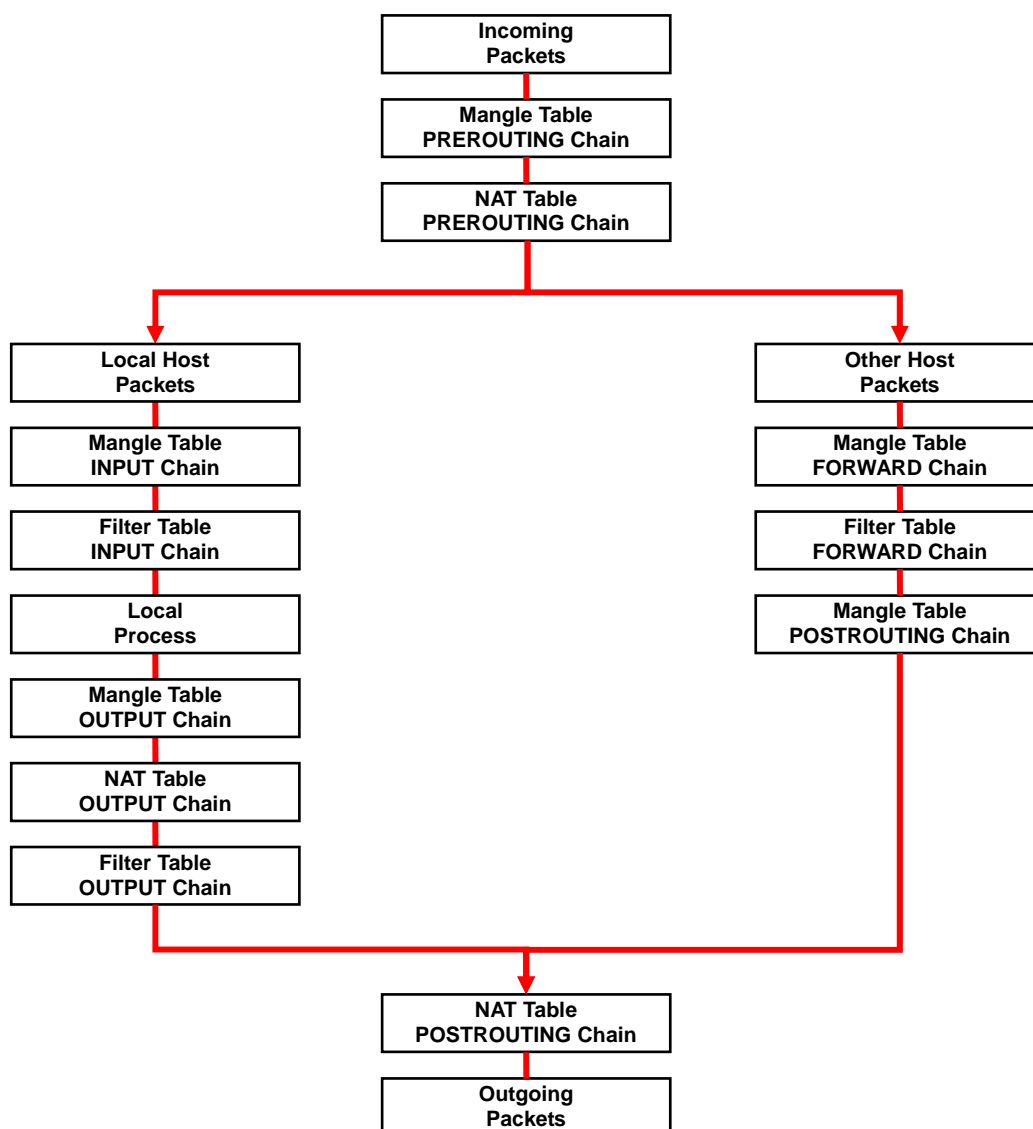 Incoming
Packets
Mangle Table
PREROUTING Chain
NAT Table
PREROUTING Chain
Local Host
Packets
Mangle Table
INPUT Chain
Filter Table
INPUT Chain
Local
Process
Mangle Table
OUTPUT Chain
NAT Table
OUTPUT Chain
Filter Table
OUTPUT Chain
Other Host
Packets
Mangle Table
FORWARD Chain
Filter Table
FORWARD Chain
Mangle Table
POSTROUTING Chain
NAT Table
POSTROUTING Chain
Outgoing
Packets